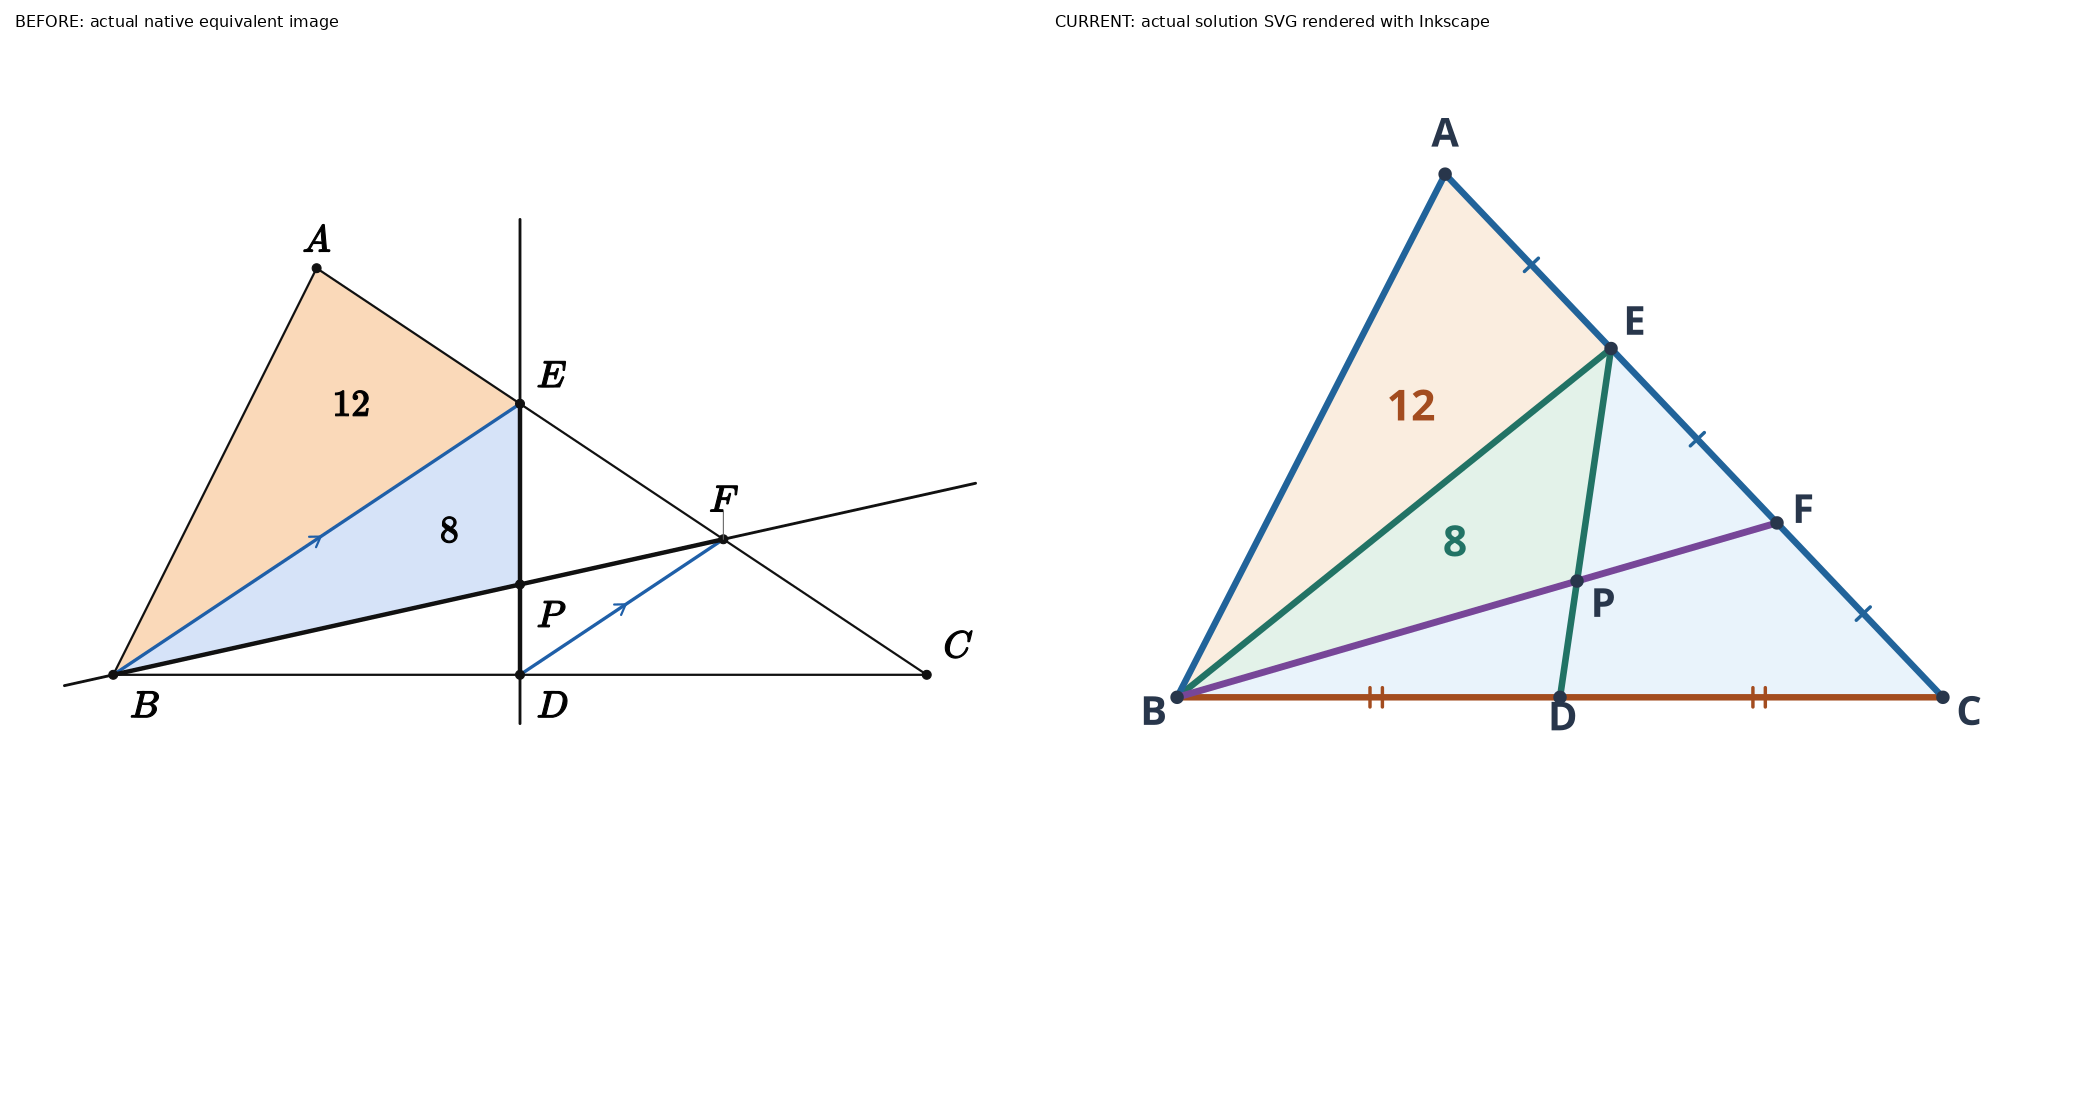 BEFORE: actual native equivalent image
A
E
12
F
8
P
C
B
D
CURRENT: actual solution SVG rendered with Inkscape
A
E
12
F
8
P
B
D
C